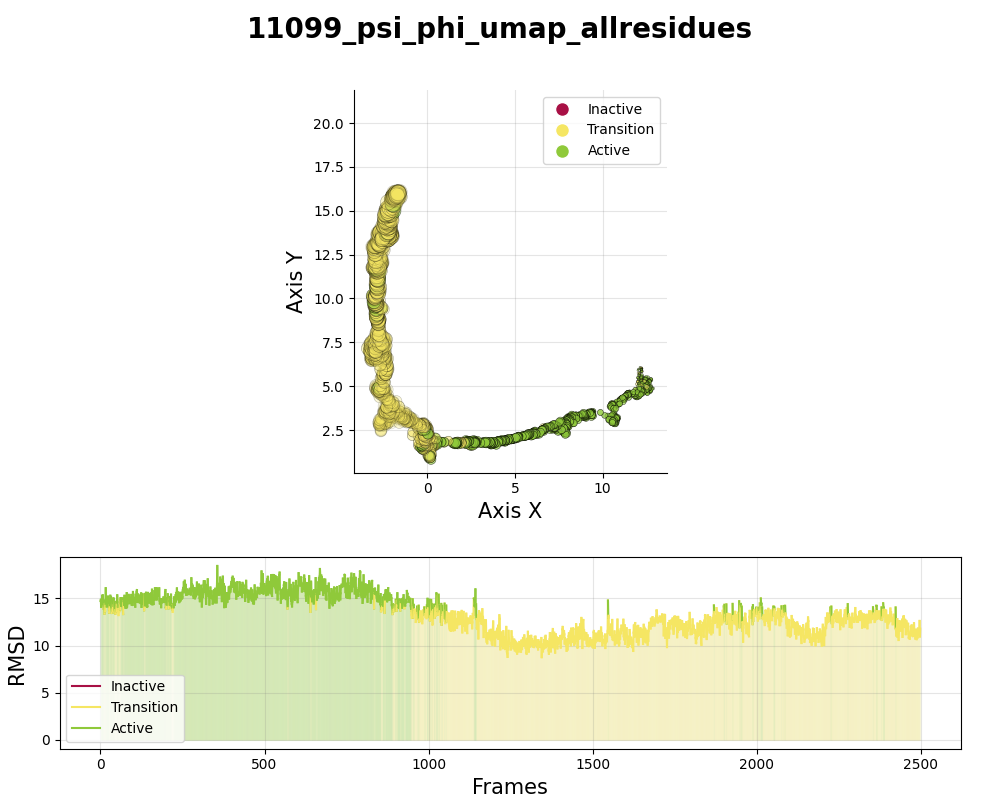 11099_psi_phi_umap_allresidues
Inactive
Transition
Active
20.0
17.5
15.0
12.5
10.0
7.5
5.0
2.5
Axis Y
0 5 10
Axis X
15
10
5
0
RMSD
Inactive
Transition
Active
0 500 1000 1500 2000 2500
Frames